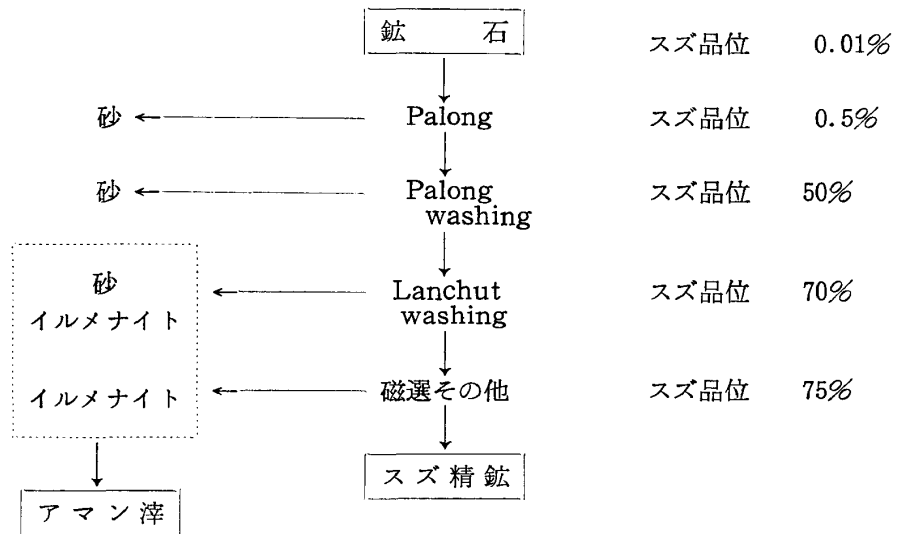 鉱 石 スズ品位 0.01%
砂 Palong スズ品位 0.5%
砂 Palong washing スズ品位 50%
砂
イルメナイト
Lanchut washing スズ品位 70%
イルメナイト 磁選その他 スズ品位 75%
スズ精鉱
アマン滓